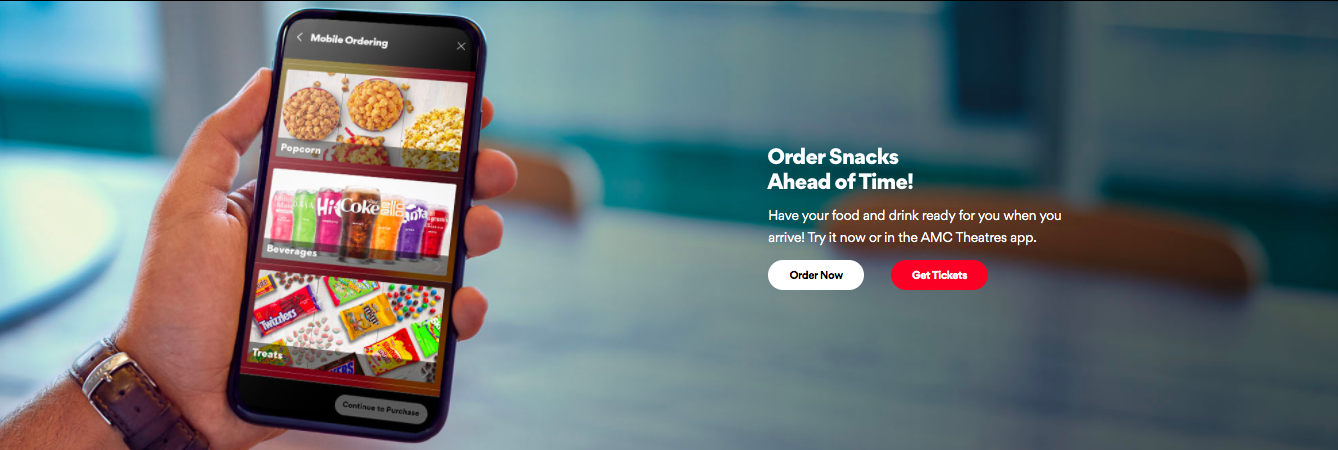 Mobile Ordering
Popcorn
Hi
Coke
Beverages
Twizzlers
m&m's
Treats
Continue to Purchase
Order Snacks
Ahead of Time!
Have your food and drink ready for you when you
arrive! Try it now or in the AMC Theatres app.
Order Now
Get Tickets